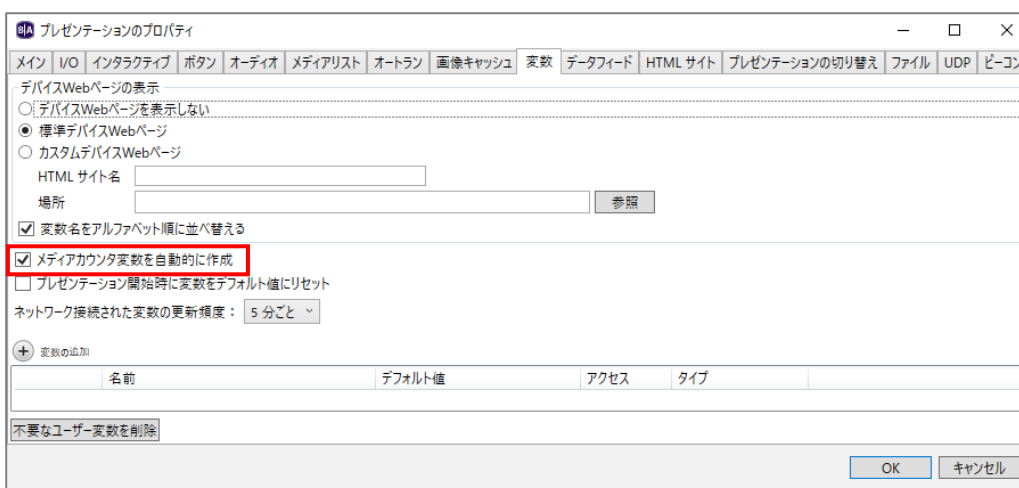 B|A プレゼンテーションのプロパティ
メイン I/O インタラクティブ ボタン オーディオ メディアリスト オートラン 画像キャッシュ 変数 データフィード HTML サイト プレゼンテーションの切り替え ファイル UDP ビーコン
デバイスWebページの表示
デバイスWebページを表示しない
標準デバイスWebページ
カスタムデバイスWebページ
HTML サイト名
場所 参照
変数名をアルファベット順に並べ替える
メディアカウンタ変数を自動的に作成
プレゼンテーション開始時に変数をデフォルト値にリセット
ネットワーク接続された変数の更新頻度： 5 分ごと
変数の追加
名前 デフォルト値 アクセス タイプ
不要なユーザー変数を削除
OK キャンセル